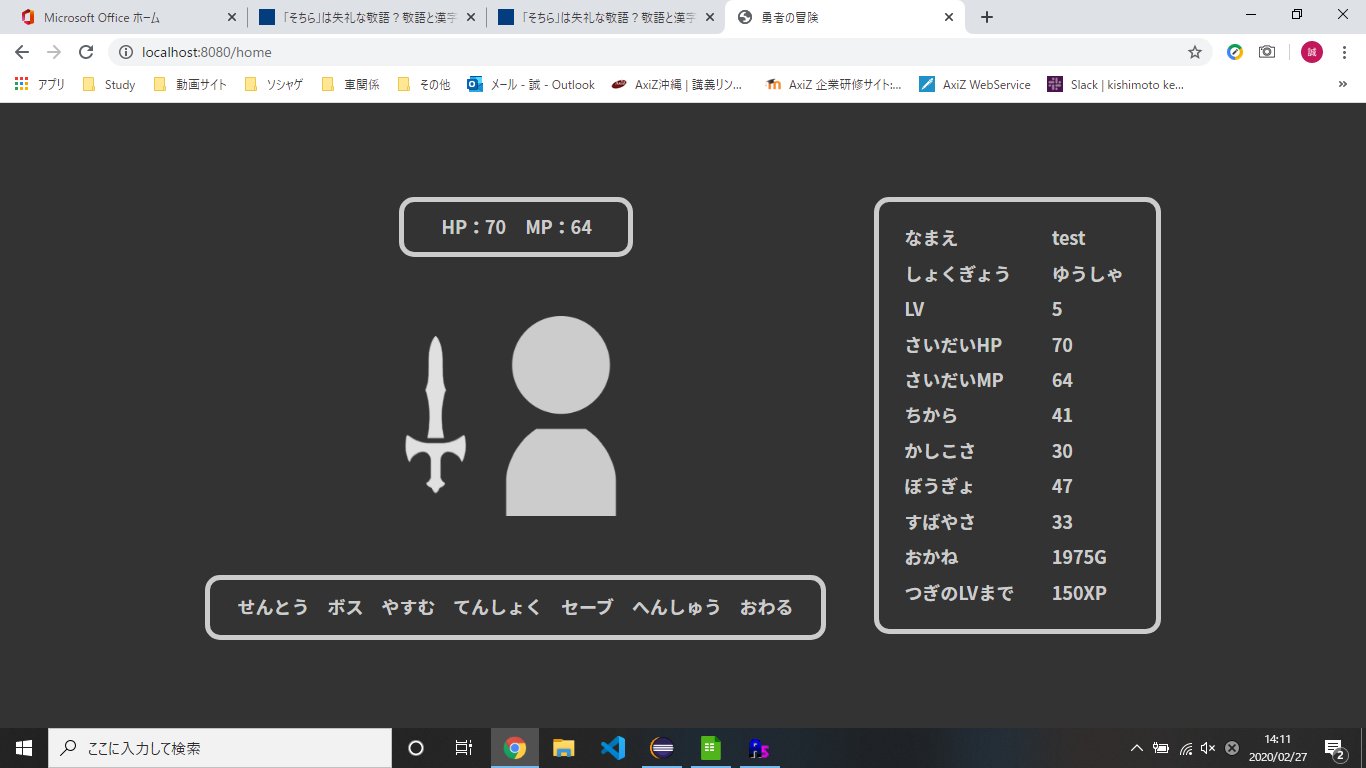 Microsoft Office ホーム
「そちら」は失礼な敬語？ 敬語と漢字
「そちら」は失礼な敬語？ 敬語と漢字
勇者の冒険
localhost:8080/home
誠
アプリ Study 動画サイト ソシャゲ 車関係 その他 メール - 誠 - Outlook AxiZ沖縄 | 講義リン... AxiZ 企業研修サイト:... AxiZ WebService Slack | kishimoto ke... »
HP：70 MP：64
なまえ test
しょくぎょう ゆうしゃ
LV 5
さいだいHP 70
さいだいMP 64
ちから 41
かしこさ 30
ぼうぎょ 47
すばやさ 33
おかね 1975G
つぎのLVまで 150XP
せんとう ボス やすむ てんしょく セーブ へんしゅう おわる
ここに入力して検索
14:11
2020/02/27
2